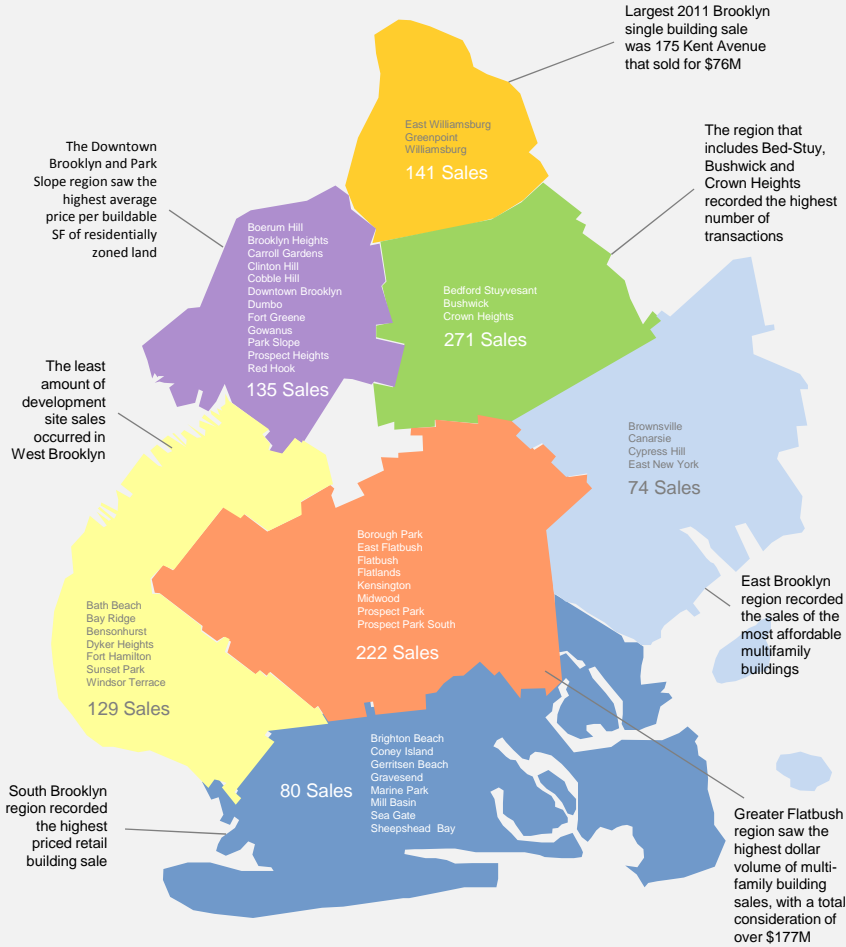 Largest 2011 Brooklyn
single building sale
was 175 Kent Avenue
that sold for $76M
East Williamsburg
Greenpoint
Williamsburg
141 Sales
The region that
includes Bed-Stuy,
Bushwick and
Crown Heights
recorded the highest
number of
transactions
The Downtown
Brooklyn and Park
Slope region saw the
highest average
price per buildable
SF of residentially
zoned land
Boerum Hill
Brooklyn Heights
Carroll Gardens
Clinton Hill
Cobble Hill
Downtown Brooklyn
Dumbo
Fort Greene
Gowanus
Park Slope
Prospect Heights
Red Hook
135 Sales
Bedford Stuyvesant
Bushwick
Crown Heights
271 Sales
The least
amount of
development
site sales
occurred in
West Brooklyn
Brownsville
Canarsie
Cypress Hill
East New York
74 Sales
Borough Park
East Flatbush
Flatbush
Flatlands
Kensington
Midwood
Prospect Park
Prospect Park South
222 Sales
East Brooklyn
region recorded
the sales of the
most affordable
multifamily
buildings
Bath Beach
Bay Ridge
Bensonhurst
Dyker Heights
Fort Hamilton
Sunset Park
Windsor Terrace
129 Sales
Brighton Beach
Coney Island
Gerritsen Beach
Gravesend
Marine Park
Mill Basin
Sea Gate
Sheepshead Bay
80 Sales
South Brooklyn
region recorded
the highest
priced retail
building sale
Greater Flatbush
region saw the
highest dollar
volume of multi-
family building
sales, with a total
consideration of
over $177M